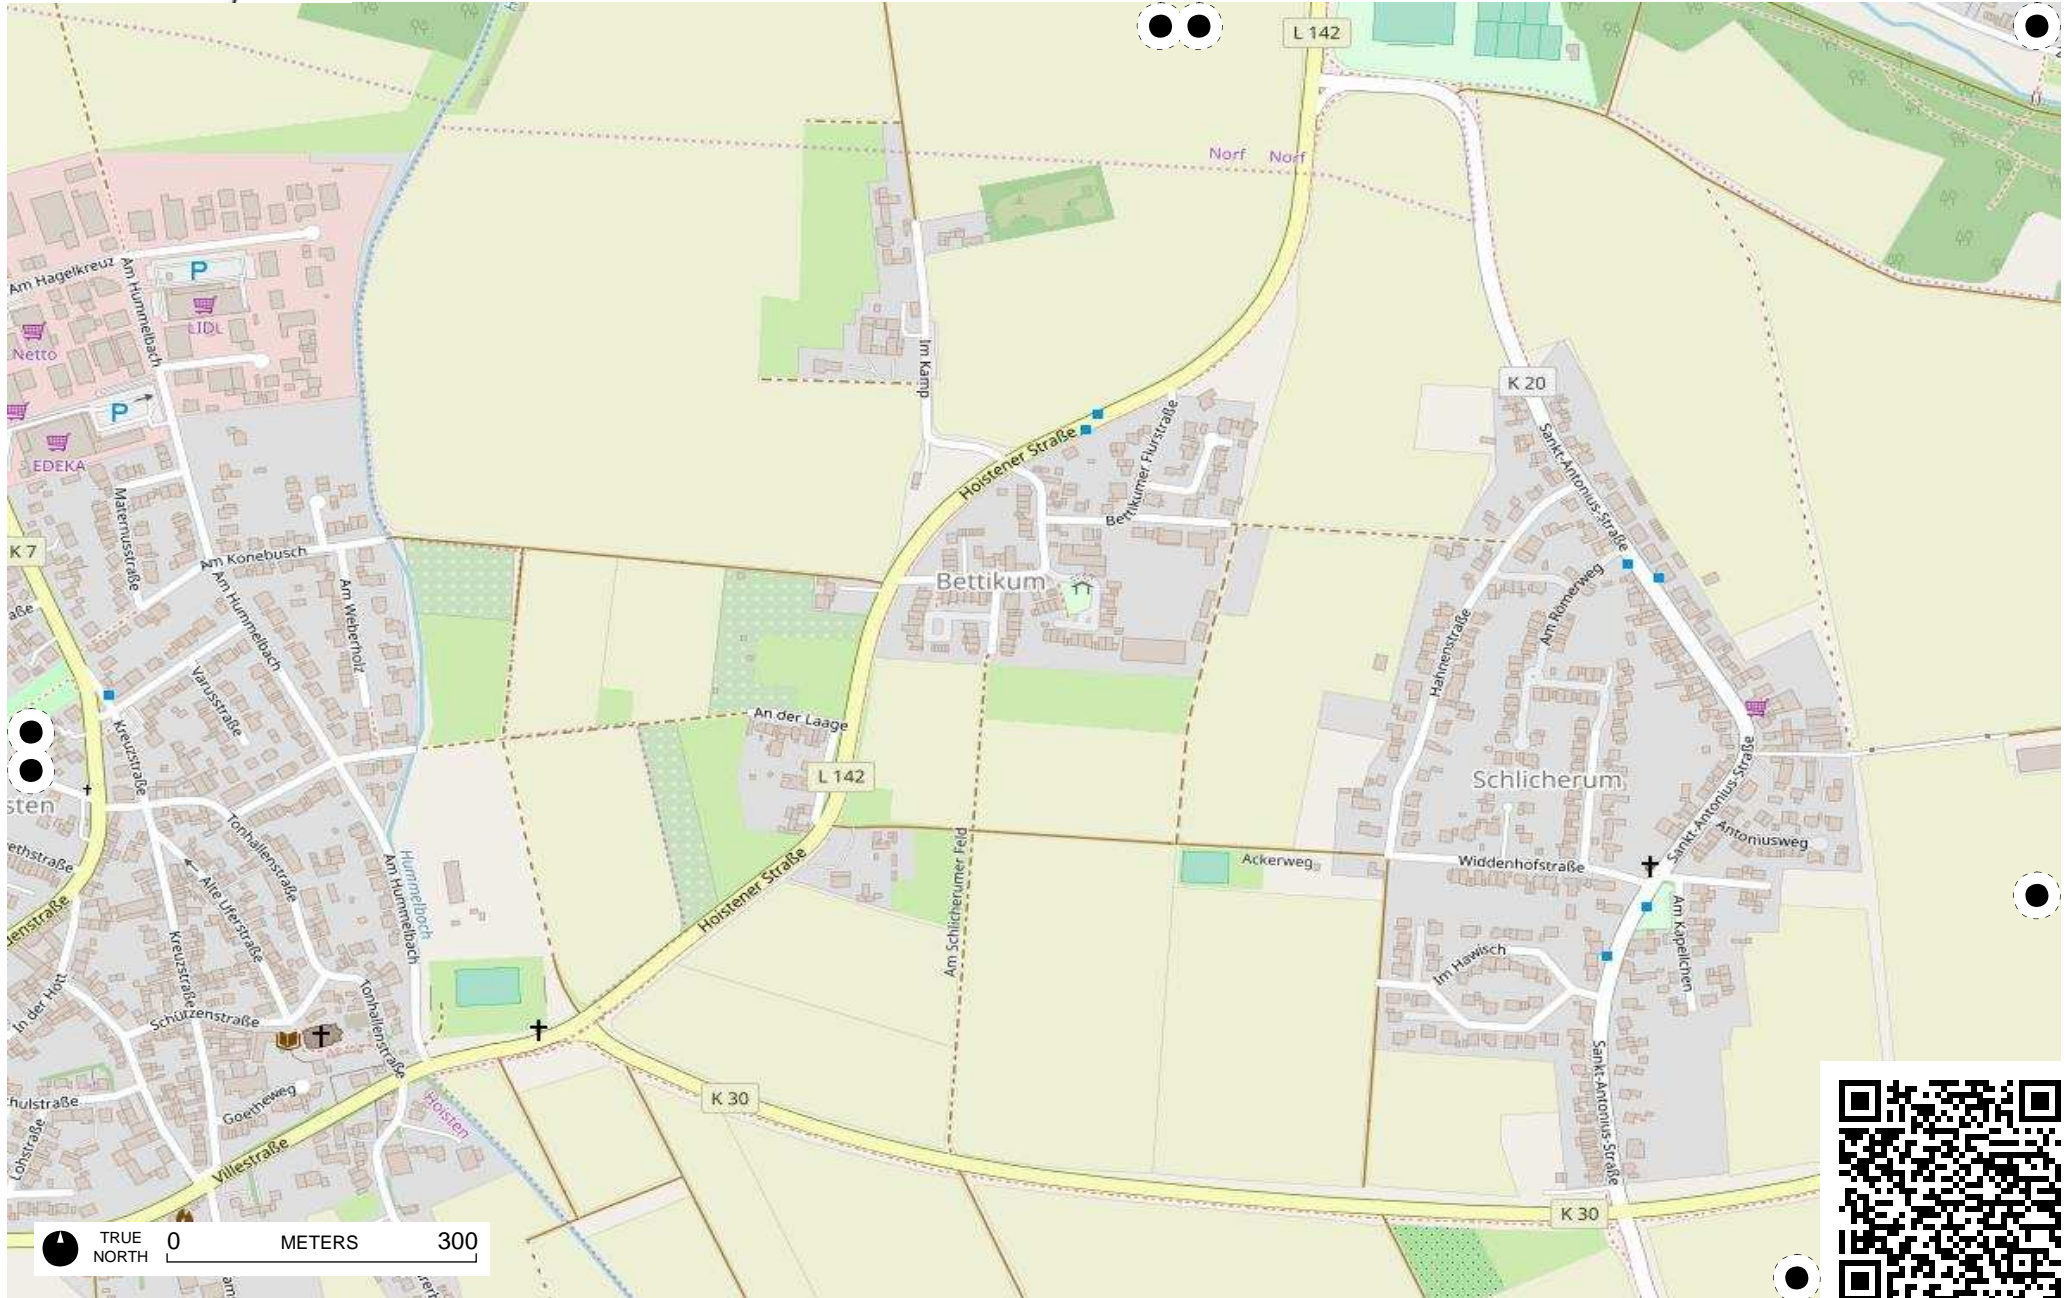 L 142
Norf Norf
Am Hagelkreuz
P
Am Hummelbach
LIDL
Netto
Im Kamp
P
K 20
EDEKA
Hoistener Straße
Bettikumer Flurstraße
Sankt-Antonius-Straße
Maternusstraße
K 7
Am Konebusch
Am Hummelbach
Am Weberholz
Bettikum
Am Römerweg
Hahnenstraße
Varusstraße
Kreuzstraße
An der Laage
L 142
Schlicherum
Sankt-Antonius-Straße
Antoniusweg
Tonhallenstraße
Am Hummelbach
Hummelboch
Hoistener Straße
Am Schlicherumer Feld
Ackerweg
Widdenhofstraße
Alte Uferstraße
Kreuzstraße
Am Kapellchen
Im Hawisch
In der Hött
Schützenstraße
Tonhallenstraße
Sankt-Antonius-Straße
Goetheweg
Hoisten
K 30
Lohstraße
Villestraße
K 30
TRUE NORTH
0 METERS 300